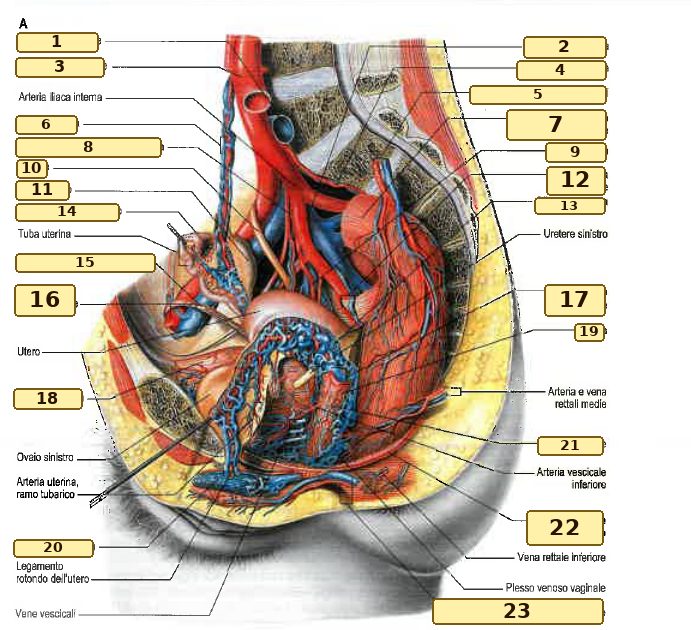 A
1
2
3
4
Arteria iliaca interna
5
6
7
8
9
10
11
12
13
14
Tuba uterina
Uretere sinistro
15
16
17
19
Utero
18
Arteria e vena
rettali medie
21
Ovaio sinistro
Arteria uterina,
ramo tubarico
Arteria vescicale
inferiore
22
20
Vena rettale inferiore
Legamento
rotondo dell'utero
Plesso venoso vaginale
Vene vescicali
23